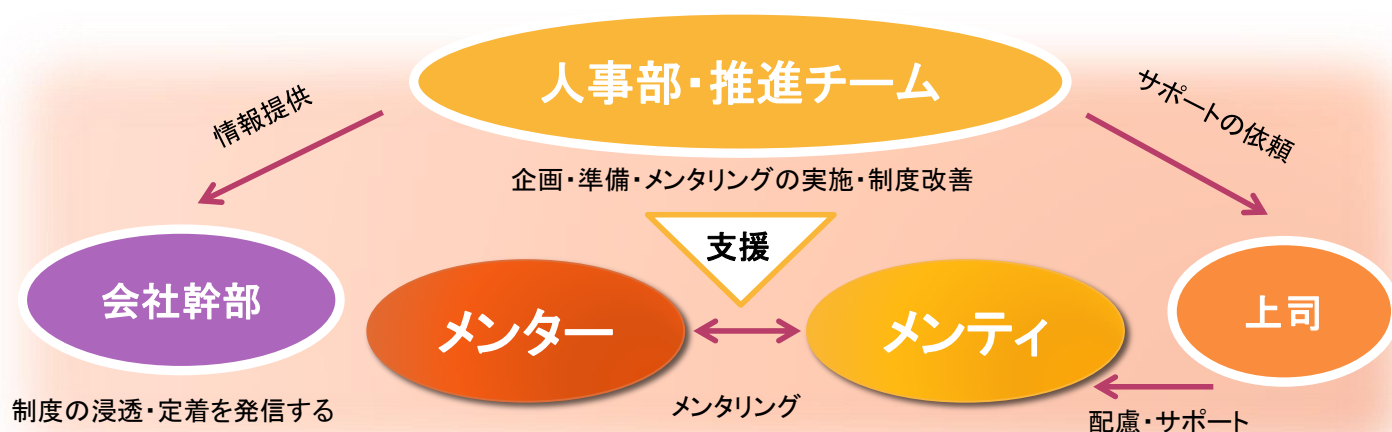 人事部・推進チーム
情報提供
サポートの依頼
企画・準備・メンタリングの実施・制度改善
支援
会社幹部
メンター
メンティ
上司
制度の浸透・定着を発信する
メンタリング
配慮・サポート